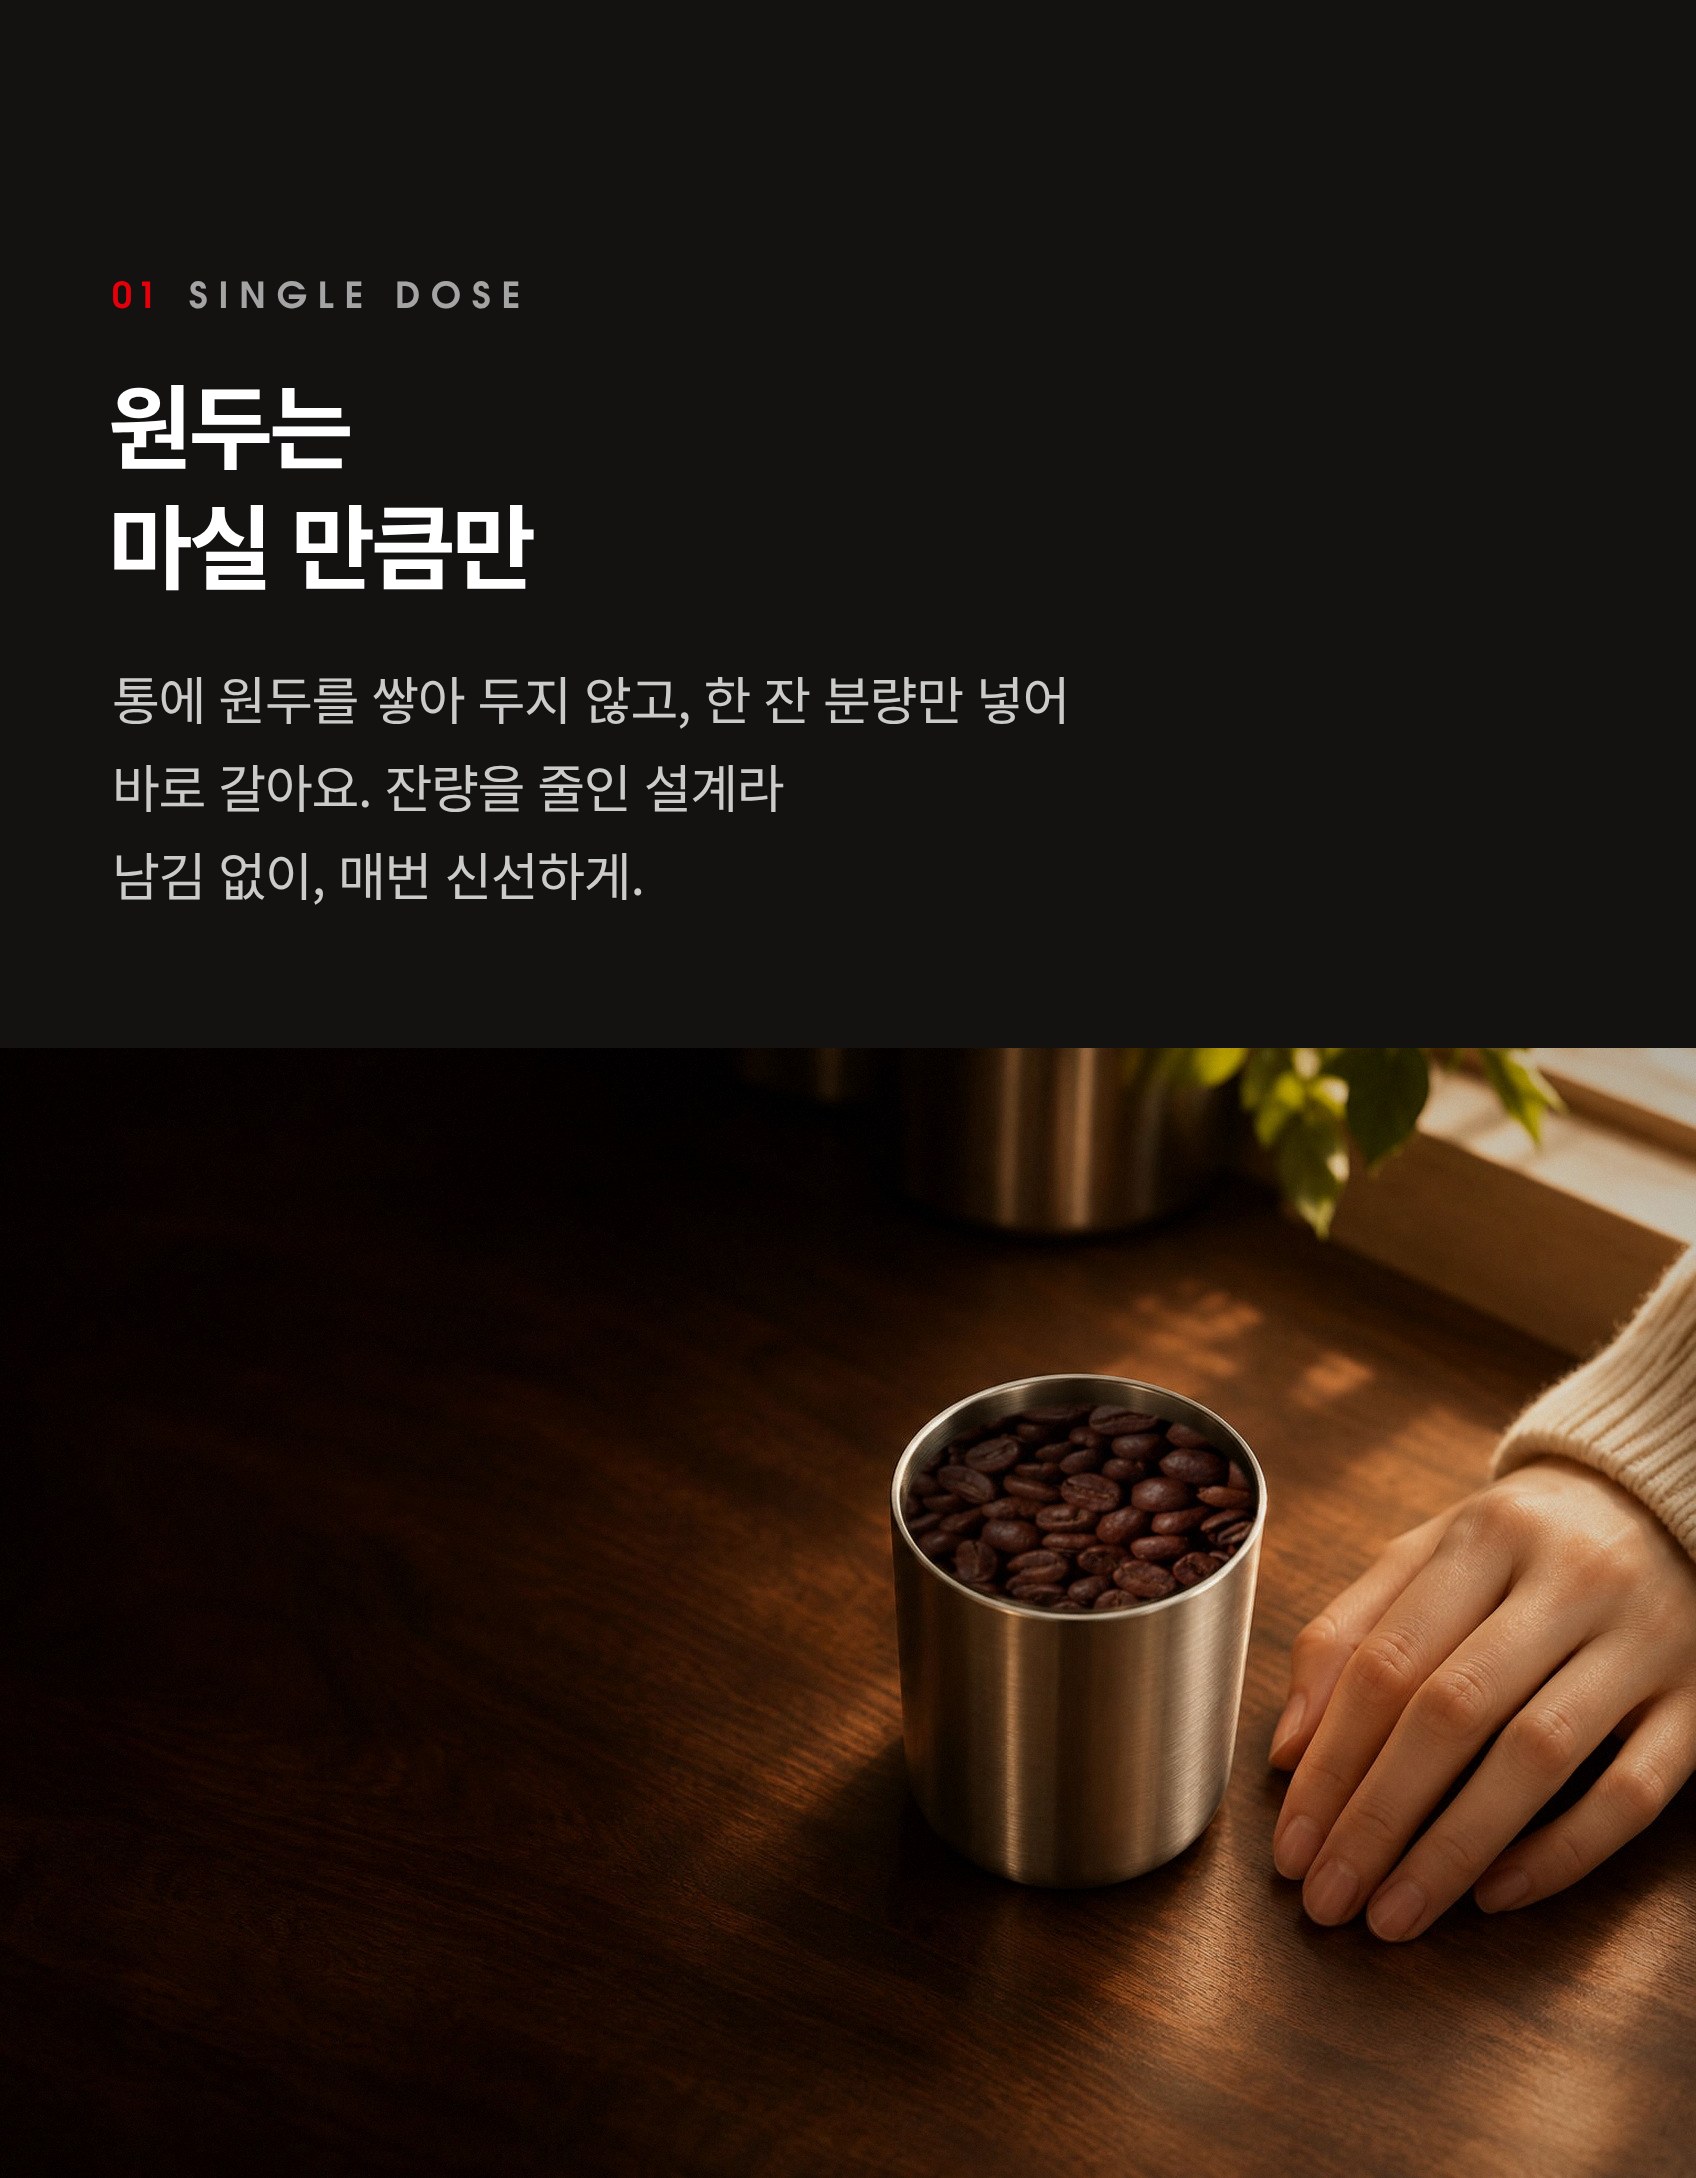 01 SINGLE DOSE
원두는
마실 만큼만
통에 원두를 쌓아 두지 않고, 한 잔 분량만 넣어
바로 갈아요. 잔량을 줄인 설계라
남김 없이, 매번 신선하게.